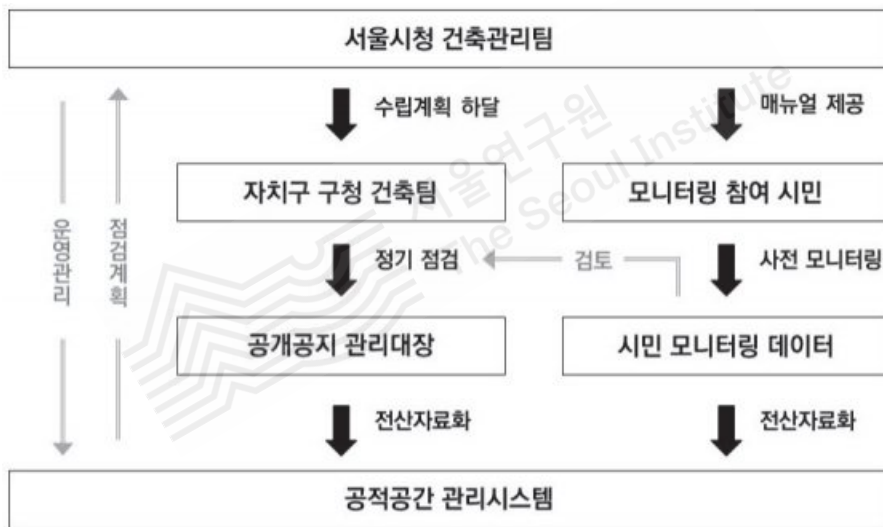 서울시청 건축관리팀
수립계획 하달
매뉴얼 제공
자치구 구청 건축팀
모니터링 참여 시민
운영관리
점검계획
정기 점검
검토
사전 모니터링
공개공지 관리대장
시민 모니터링 데이터
전산자료화
전산자료화
공적공간 관리시스템
서울연구원
The Seoul Institute